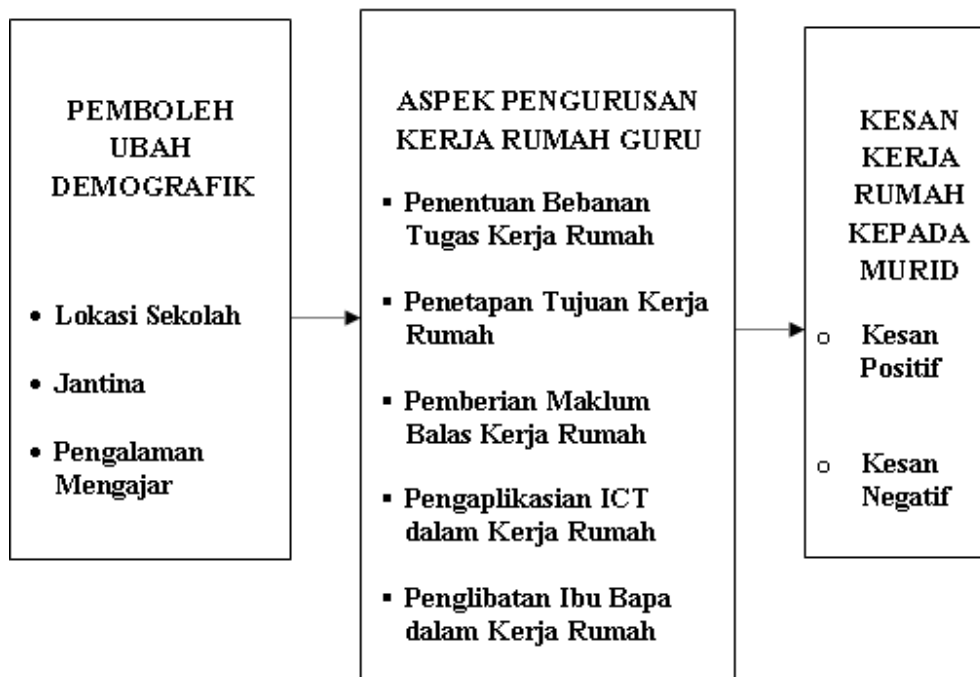 PEMBOLEH
UBAH
DEMOGRAFIK
• Lokasi Sekolah
• Jantina
• Pengalaman
Mengajar
ASPEK PENGURUSAN
KERJA RUMAH GURU
▪ Penentuan Bebanan
Tugas Kerja Rumah
▪ Penetapan Tujuan Kerja
Rumah
▪ Pemberian Maklum
Balas Kerja Rumah
▪ Pengaplikasian ICT
dalam Kerja Rumah
▪ Penglibatan Ibu Bapa
dalam Kerja Rumah
KESAN
KERJA
RUMAH
KEPADA
MURID
o Kesan
Positif
o Kesan
Negatif